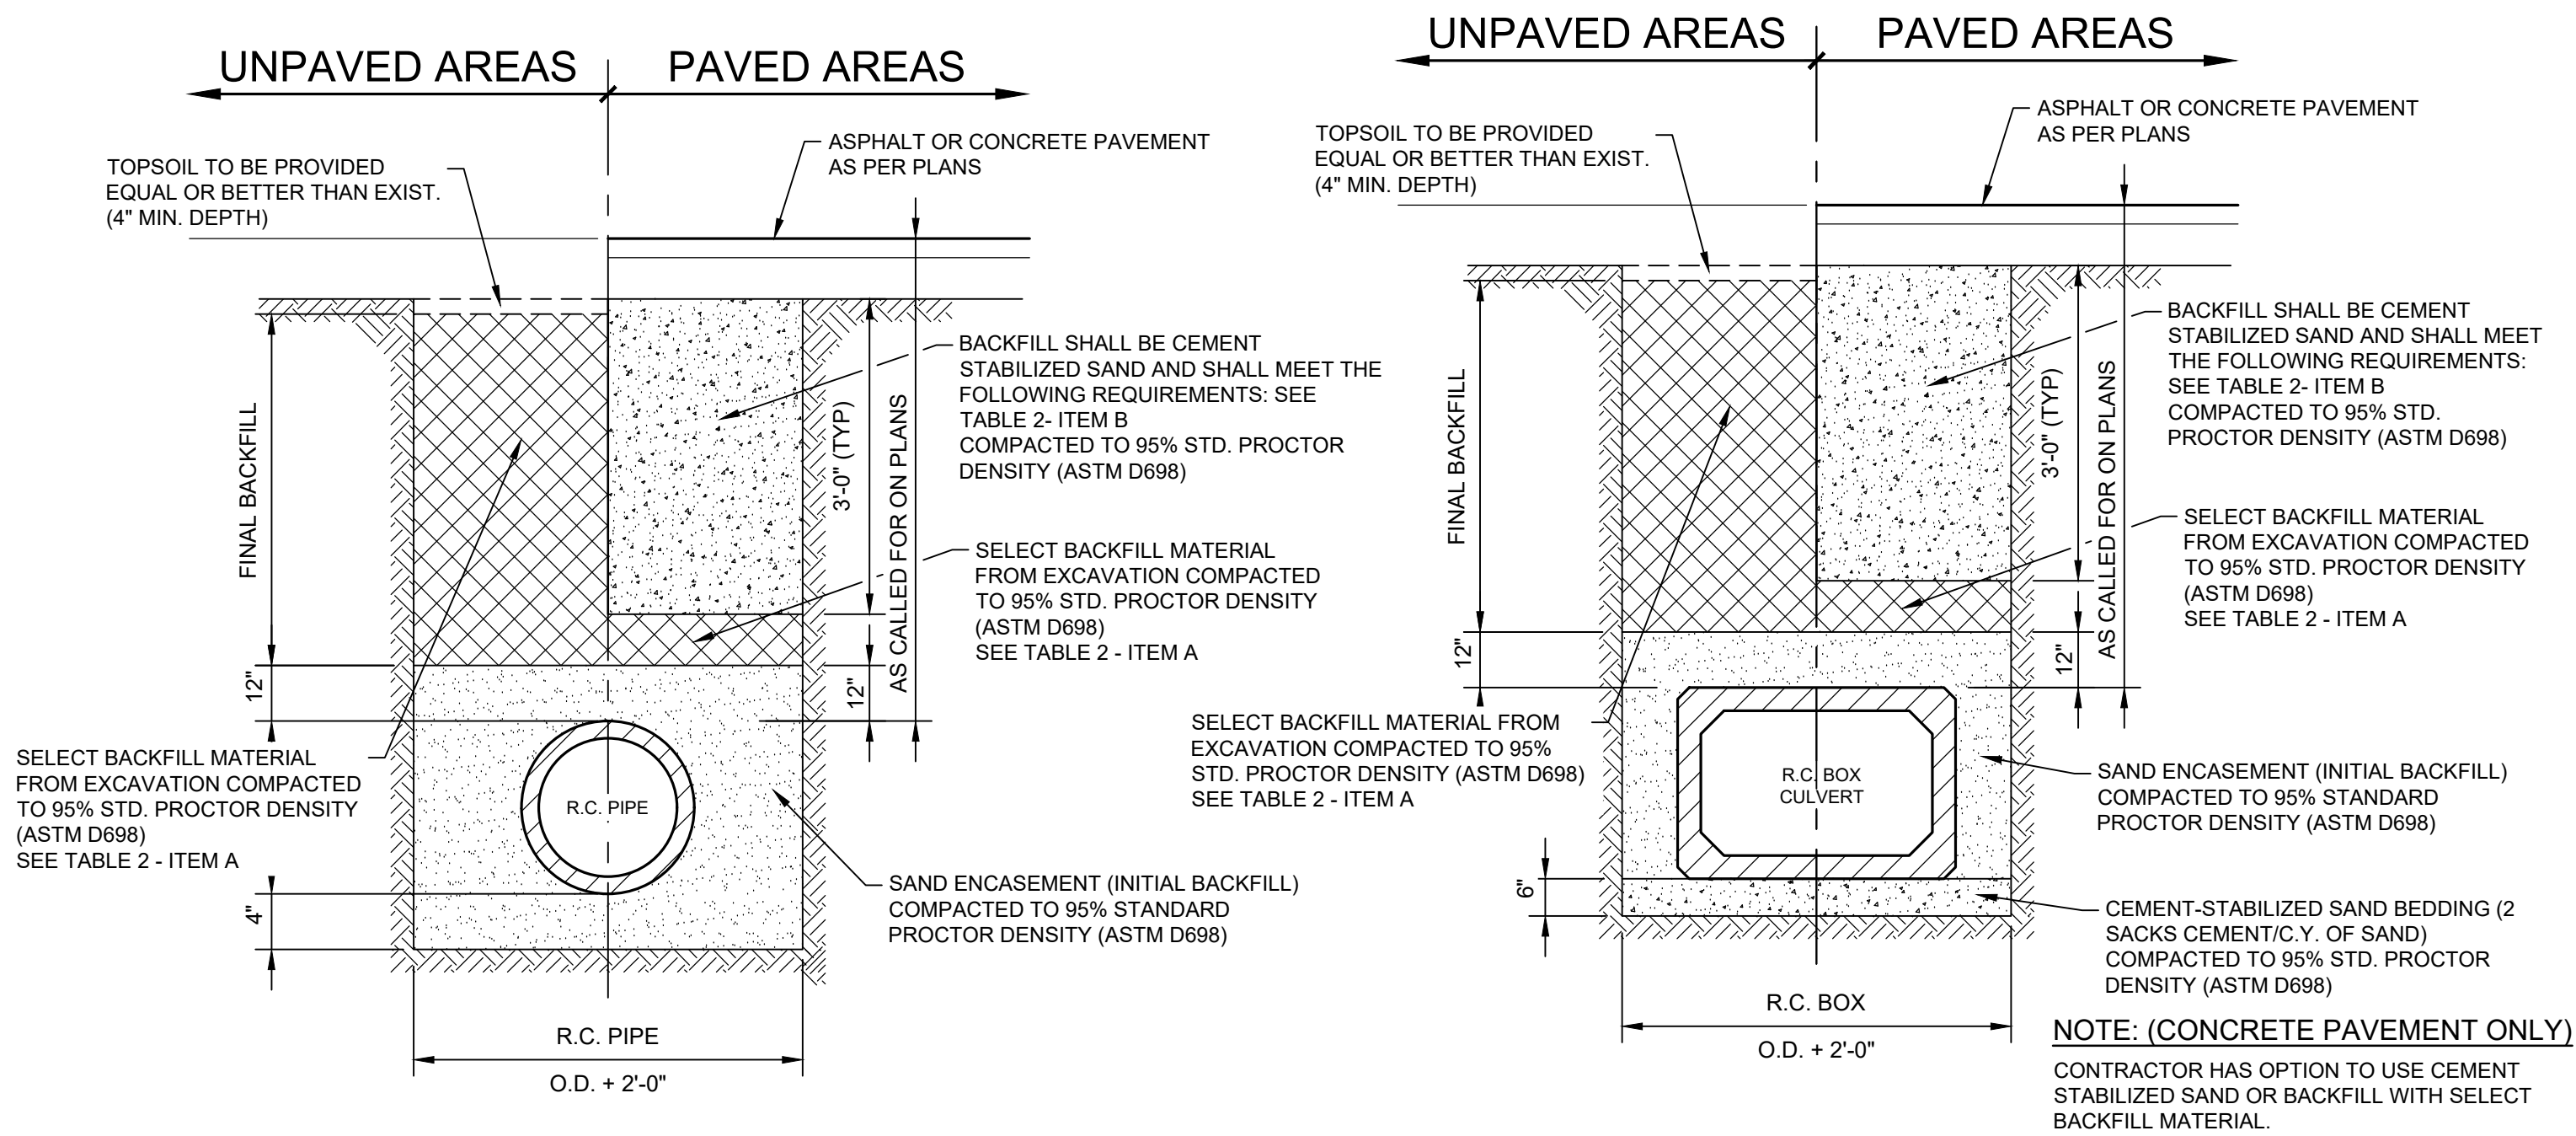 UNPAVED AREAS
PAVED AREAS
TOPSOIL TO BE PROVIDED
EQUAL OR BETTER THAN EXIST.
(4" MIN. DEPTH)
ASPHALT OR CONCRETE PAVEMENT
AS PER PLANS
BACKFILL SHALL BE CEMENT
STABILIZED SAND AND SHALL MEET THE
FOLLOWING REQUIREMENTS: SEE
TABLE 2- ITEM B
COMPACTED TO 95% STD. PROCTOR
DENSITY (ASTM D698)
FINAL BACKFILL
3'-0" (TYP)
AS CALLED FOR ON PLANS
SELECT BACKFILL MATERIAL
FROM EXCAVATION COMPACTED
TO 95% STD. PROCTOR DENSITY
(ASTM D698)
SEE TABLE 2 - ITEM A
12"
12"
SELECT BACKFILL MATERIAL
FROM EXCAVATION COMPACTED
TO 95% STD. PROCTOR DENSITY
(ASTM D698)
SEE TABLE 2 - ITEM A
R.C. PIPE
4"
SAND ENCASEMENT (INITIAL BACKFILL)
COMPACTED TO 95% STANDARD
PROCTOR DENSITY (ASTM D698)
R.C. PIPE
O.D. + 2'-0"
UNPAVED AREAS
PAVED AREAS
TOPSOIL TO BE PROVIDED
EQUAL OR BETTER THAN EXIST.
(4" MIN. DEPTH)
ASPHALT OR CONCRETE PAVEMENT
AS PER PLANS
BACKFILL SHALL BE CEMENT
STABILIZED SAND AND SHALL MEET
THE FOLLOWING REQUIREMENTS:
SEE TABLE 2- ITEM B
COMPACTED TO 95% STD.
PROCTOR DENSITY (ASTM D698)
FINAL BACKFILL
3'-0" (TYP)
AS CALLED FOR ON PLANS
SELECT BACKFILL MATERIAL
FROM EXCAVATION COMPACTED
TO 95% STD. PROCTOR DENSITY
(ASTM D698)
SEE TABLE 2 - ITEM A
12"
12"
SELECT BACKFILL MATERIAL FROM
EXCAVATION COMPACTED TO 95%
STD. PROCTOR DENSITY (ASTM D698)
SEE TABLE 2 - ITEM A
R.C. BOX
CULVERT
SAND ENCASEMENT (INITIAL BACKFILL)
COMPACTED TO 95% STANDARD
PROCTOR DENSITY (ASTM D698)
6"
CEMENT-STABILIZED SAND BEDDING (2
SACKS CEMENT/C.Y. OF SAND)
COMPACTED TO 95% STD. PROCTOR
DENSITY (ASTM D698)
R.C. BOX
O.D. + 2'-0"
NOTE: (CONCRETE PAVEMENT ONLY)
CONTRACTOR HAS OPTION TO USE CEMENT
STABILIZED SAND OR BACKFILL WITH SELECT
BACKFILL MATERIAL.